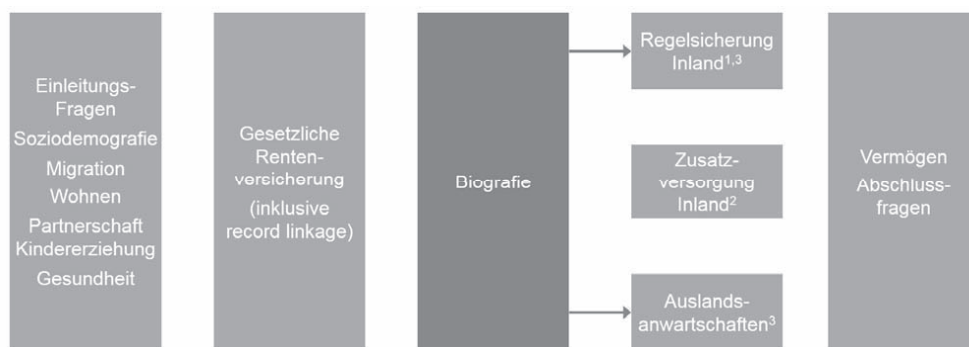 Einleitungs-
Fragen
Soziodemografie
Migration
Wohnen
Partnerschaft
Kindererziehung
Gesundheit
Gesetzliche
Renten-
versicherung
(inklusive
record linkage)
Biografie
Regelsicherung
Inland¹,³
Zusatz-
versorgung
Inland²
Auslands-
anwartschaften³
Vermögen
Abschluss-
fragen